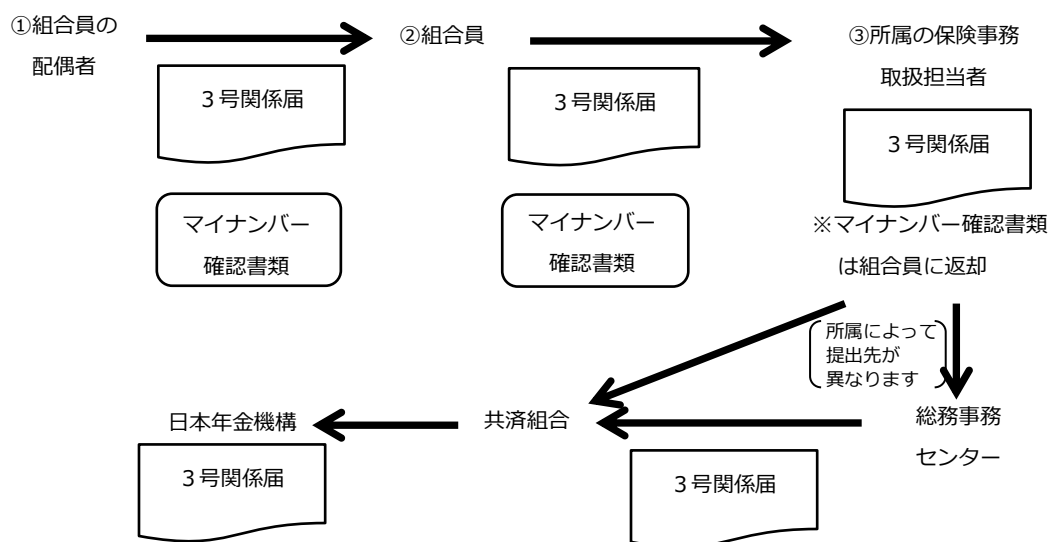 ①組合員の
配偶者
②組合員
③所属の保険事務
取扱担当者
３号関係届
３号関係届
３号関係届
マイナンバー
確認書類
マイナンバー
確認書類
※マイナンバー確認書類
は組合員に返却
所属によって
提出先が
異なります
日本年金機構
共済組合
総務事務
センター
３号関係届
３号関係届